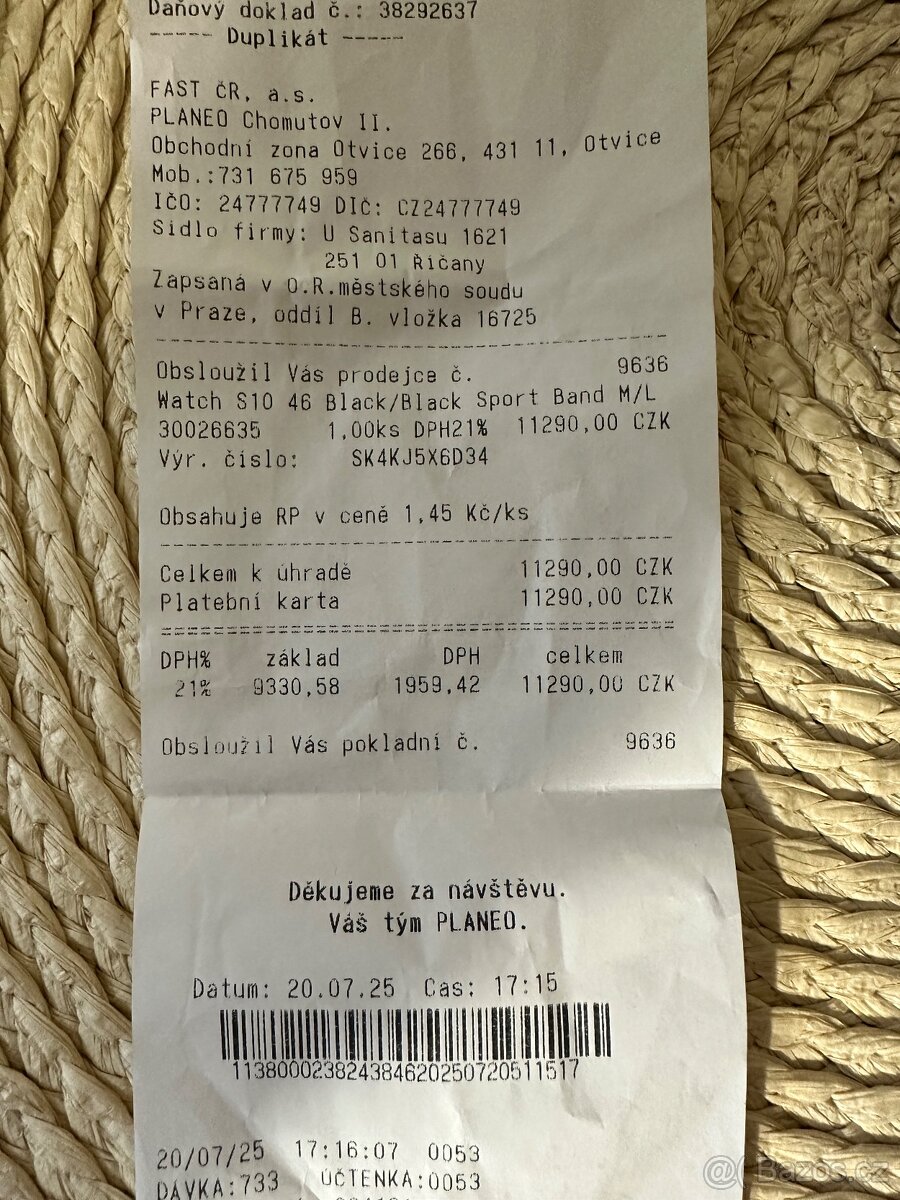 Daňový doklad č.: 38292637
---- Duplikát ----
FAST ČR, a.s.
PLANEO Chomutov II.
Obchodní zona Otvice 266, 431 11, Otvice
Mob.:731 675 959
IČO: 24777749 DIČ: CZ24777749
Sídlo firmy: U Sanitasu 1621
251 01 Říčany
Zapsaná v O.R.městského soudu
v Praze, oddíl B. vložka 16725
Obsloužil Vás prodejce č. 9636
Watch S10 46 Black/Black Sport Band M/L
30026635 1,00ks DPH21% 11290,00 CZK
Výr. číslo: SK4KJ5X6D34
Obsahuje RP v ceně 1,45 Kč/ks
Celkem k úhradě 11290,00 CZK
Platební karta 11290,00 CZK
DPH% základ DPH celkem
21% 9330,58 1959,42 11290,00 CZK
Obsloužil Vás pokladní č. 9636
Děkujeme za návštěvu.
Váš tým PLANEO.
Datum: 20.07.25 Cas: 17:15
113800023824384620250720511517
20/07/25 17:16:07 0053
DÁVKA:733 ÚČTENKA:0053
Bazos.cz